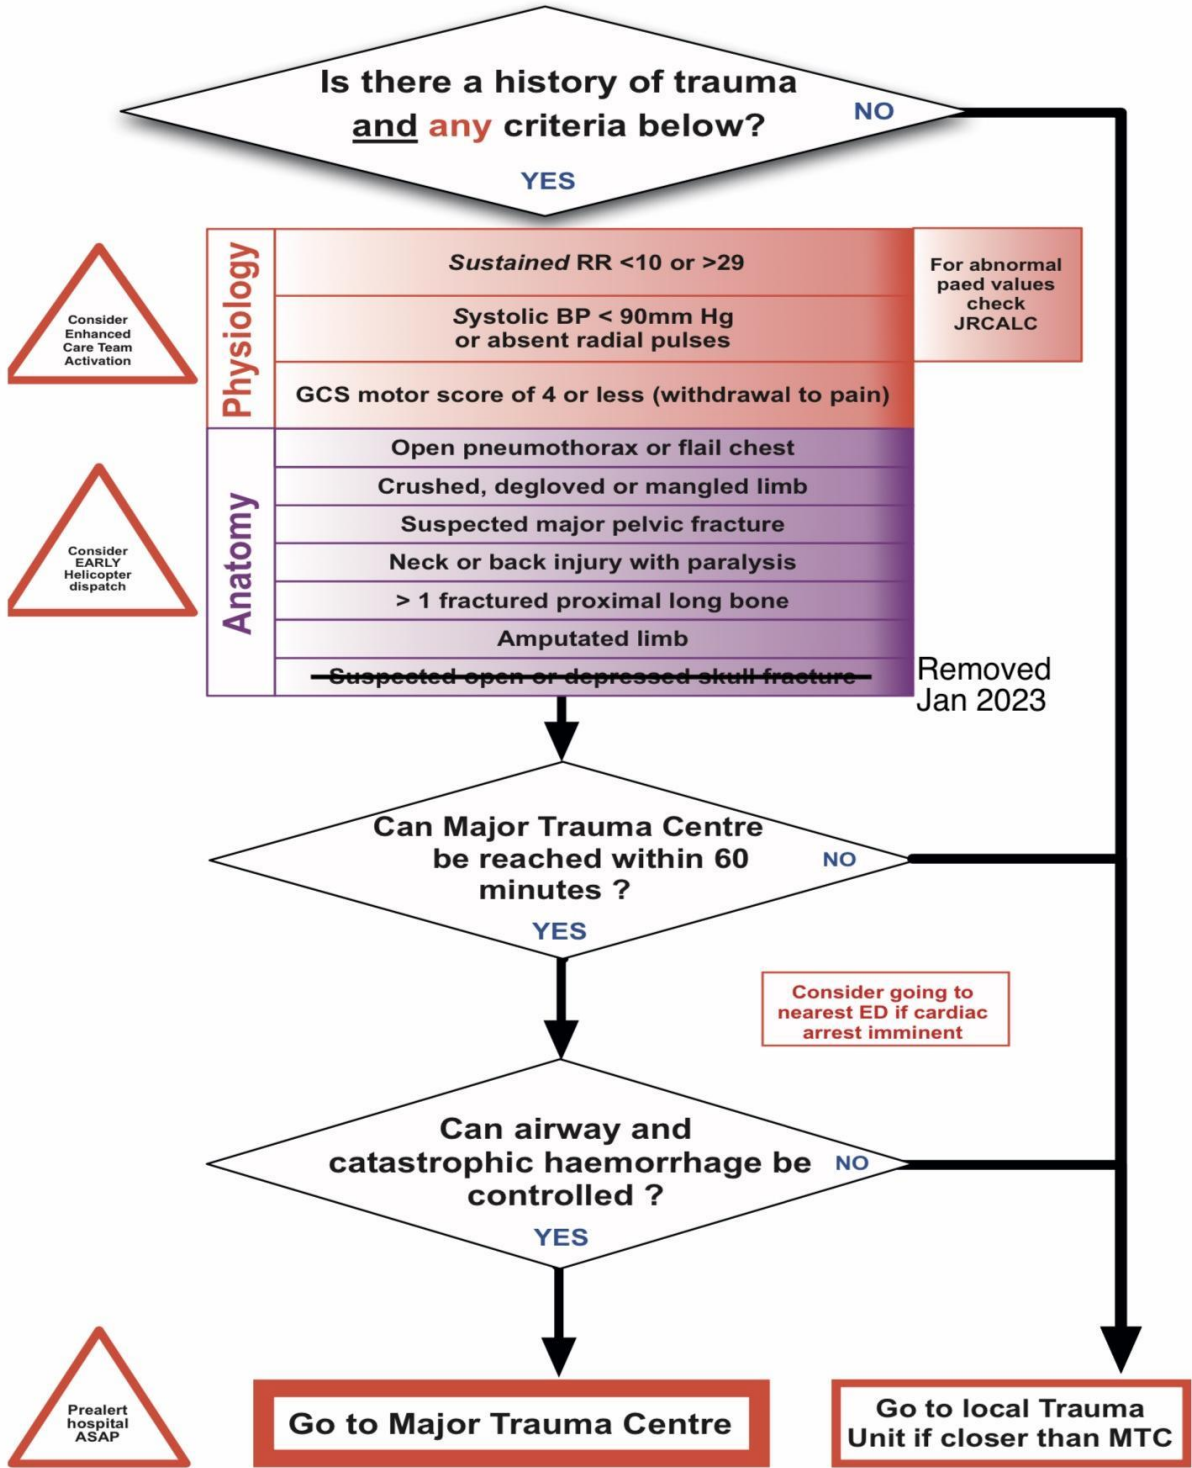 Is there a history of trauma
and any criteria below?
NO
YES
Consider
Enhanced
Care Team
Activation
Physiology
Sustained RR <10 or >29
Systolic BP < 90mm Hg
or absent radial pulses
GCS motor score of 4 or less (withdrawal to pain)
For abnormal
paed values
check
JRCALC
Consider
EARLY
Helicopter
dispatch
Anatomy
Open pneumothorax or flail chest
Crushed, degloved or mangled limb
Suspected major pelvic fracture
Neck or back injury with paralysis
> 1 fractured proximal long bone
Amputated limb
Suspected open or depressed skull fracture
Removed
Jan 2023
Can Major Trauma Centre
be reached within 60
minutes ?
NO
YES
Consider going to
nearest ED if cardiac
arrest imminent
Can airway and
catastrophic haemorrhage be
controlled ?
NO
YES
Prealert
hospital
ASAP
Go to Major Trauma Centre
Go to local Trauma
Unit if closer than MTC